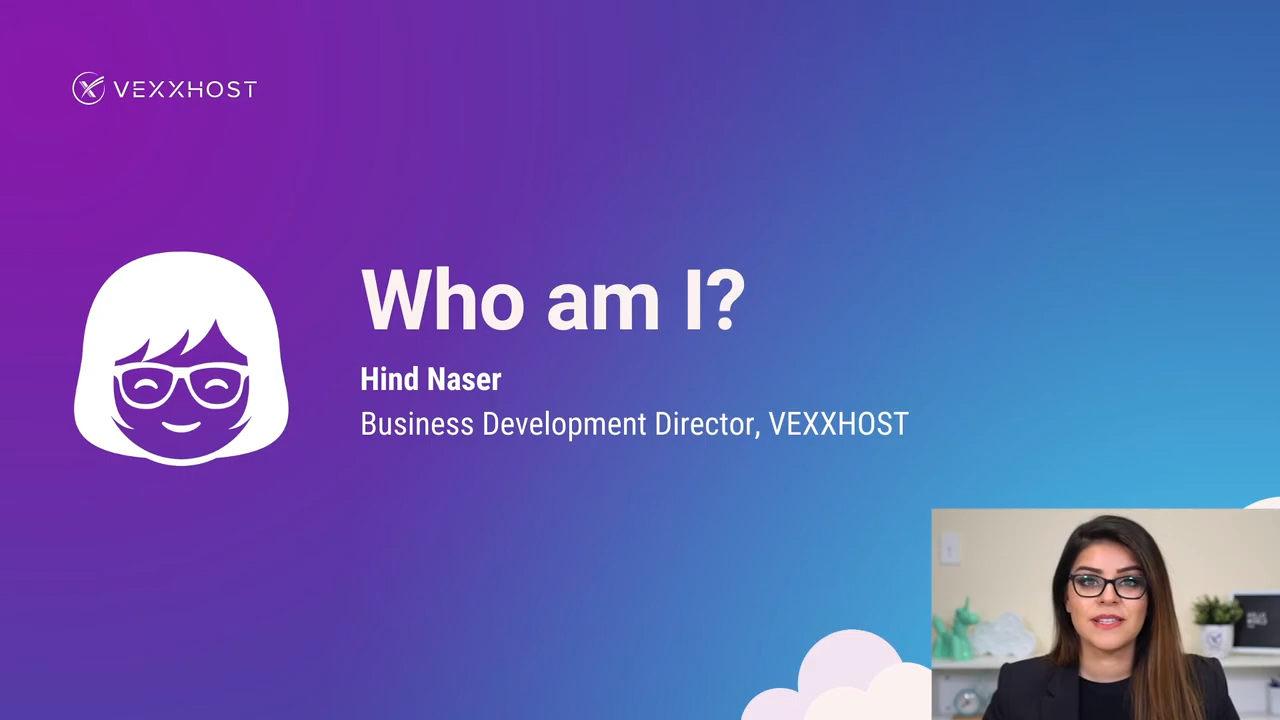 VEXXHOST
Who am I?
Hind Naser
Business Development Director, VEXXHOST